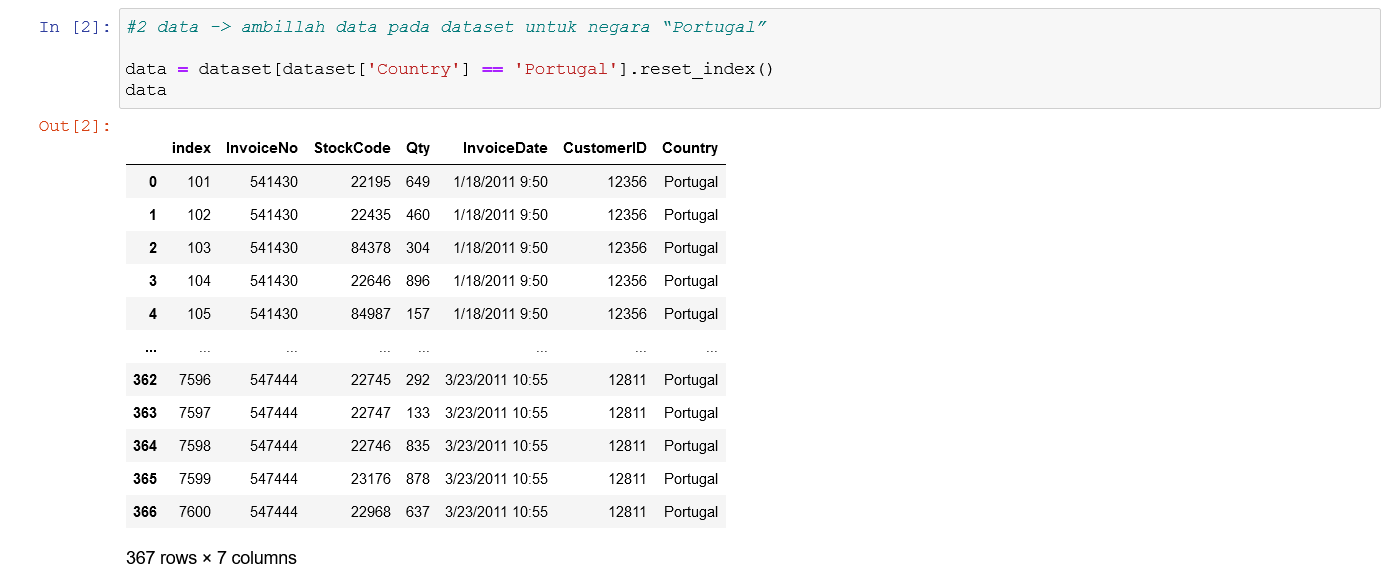 In [2]: #2 data -> ambillah data pada dataset untuk negara “Portugal”
data = dataset[dataset['Country'] == 'Portugal'].reset_index()
data
Out[2]:
index InvoiceNo StockCode Qty InvoiceDate CustomerID Country
0 101 541430 22195 649 1/18/2011 9:50 12356 Portugal
1 102 541430 22435 460 1/18/2011 9:50 12356 Portugal
2 103 541430 84378 304 1/18/2011 9:50 12356 Portugal
3 104 541430 22646 896 1/18/2011 9:50 12356 Portugal
4 105 541430 84987 157 1/18/2011 9:50 12356 Portugal
... ... ... ... ... ... ... ...
362 7596 547444 22745 292 3/23/2011 10:55 12811 Portugal
363 7597 547444 22747 133 3/23/2011 10:55 12811 Portugal
364 7598 547444 22746 835 3/23/2011 10:55 12811 Portugal
365 7599 547444 23176 878 3/23/2011 10:55 12811 Portugal
366 7600 547444 22968 637 3/23/2011 10:55 12811 Portugal
367 rows × 7 columns